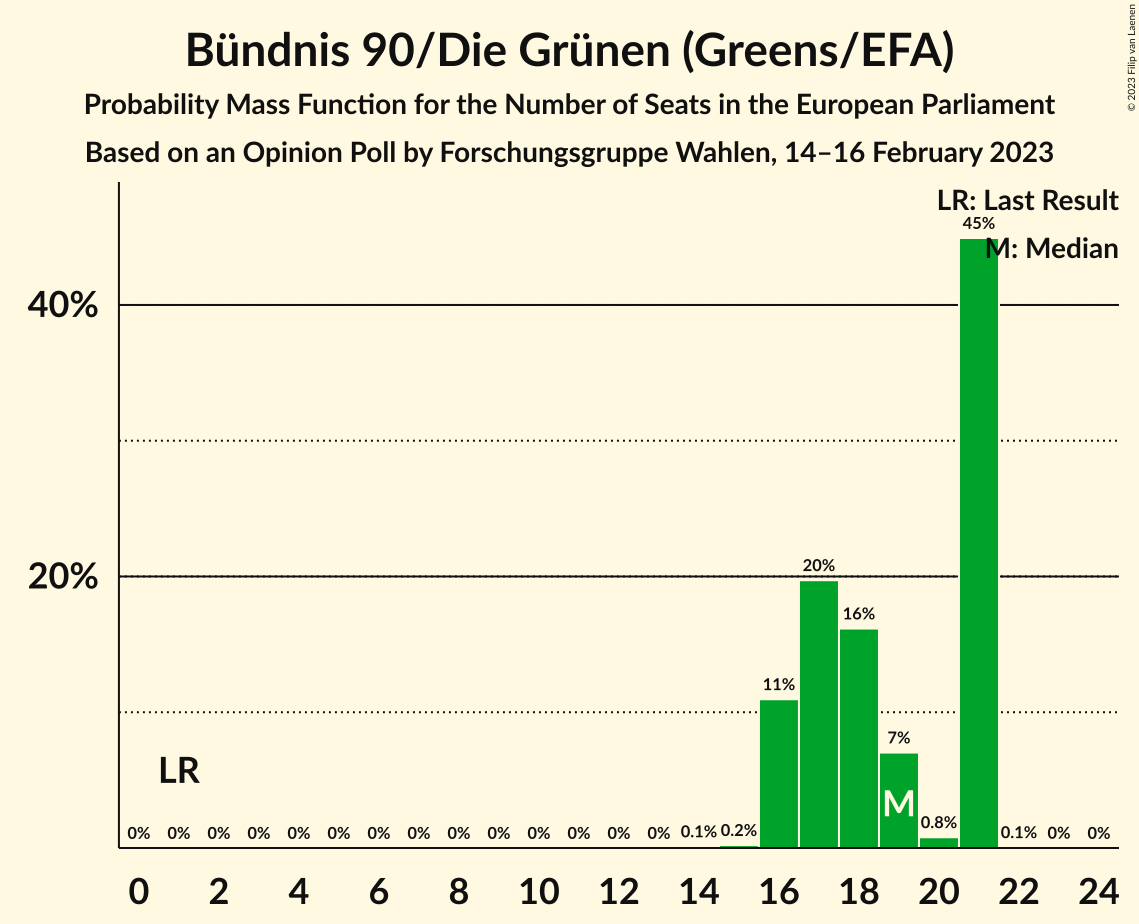 Bündnis 90/Die Grünen (Greens/EFA)
Probability Mass Function for the Number of Seats in the European Parliament
Based on an Opinion Poll by Forschungsgruppe Wahlen, 14–16 February 2023
© 2023 Filip van Laenen
LR: Last Result
45%
M: Median
40%
20%
20%
16%
11%
7%
LR
M
0% 0% 0% 0% 0% 0% 0% 0% 0% 0% 0% 0% 0% 0% 0.1% 0.2% 0.8% 0.1% 0% 0%
0 2 4 6 8 10 12 14 16 18 20 22 24